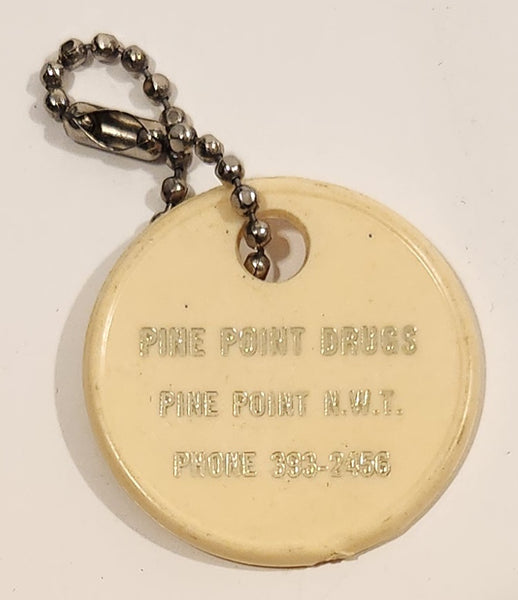 PINE POINT DRUGS
PINE POINT N.W.T.
PHONE 393-2456